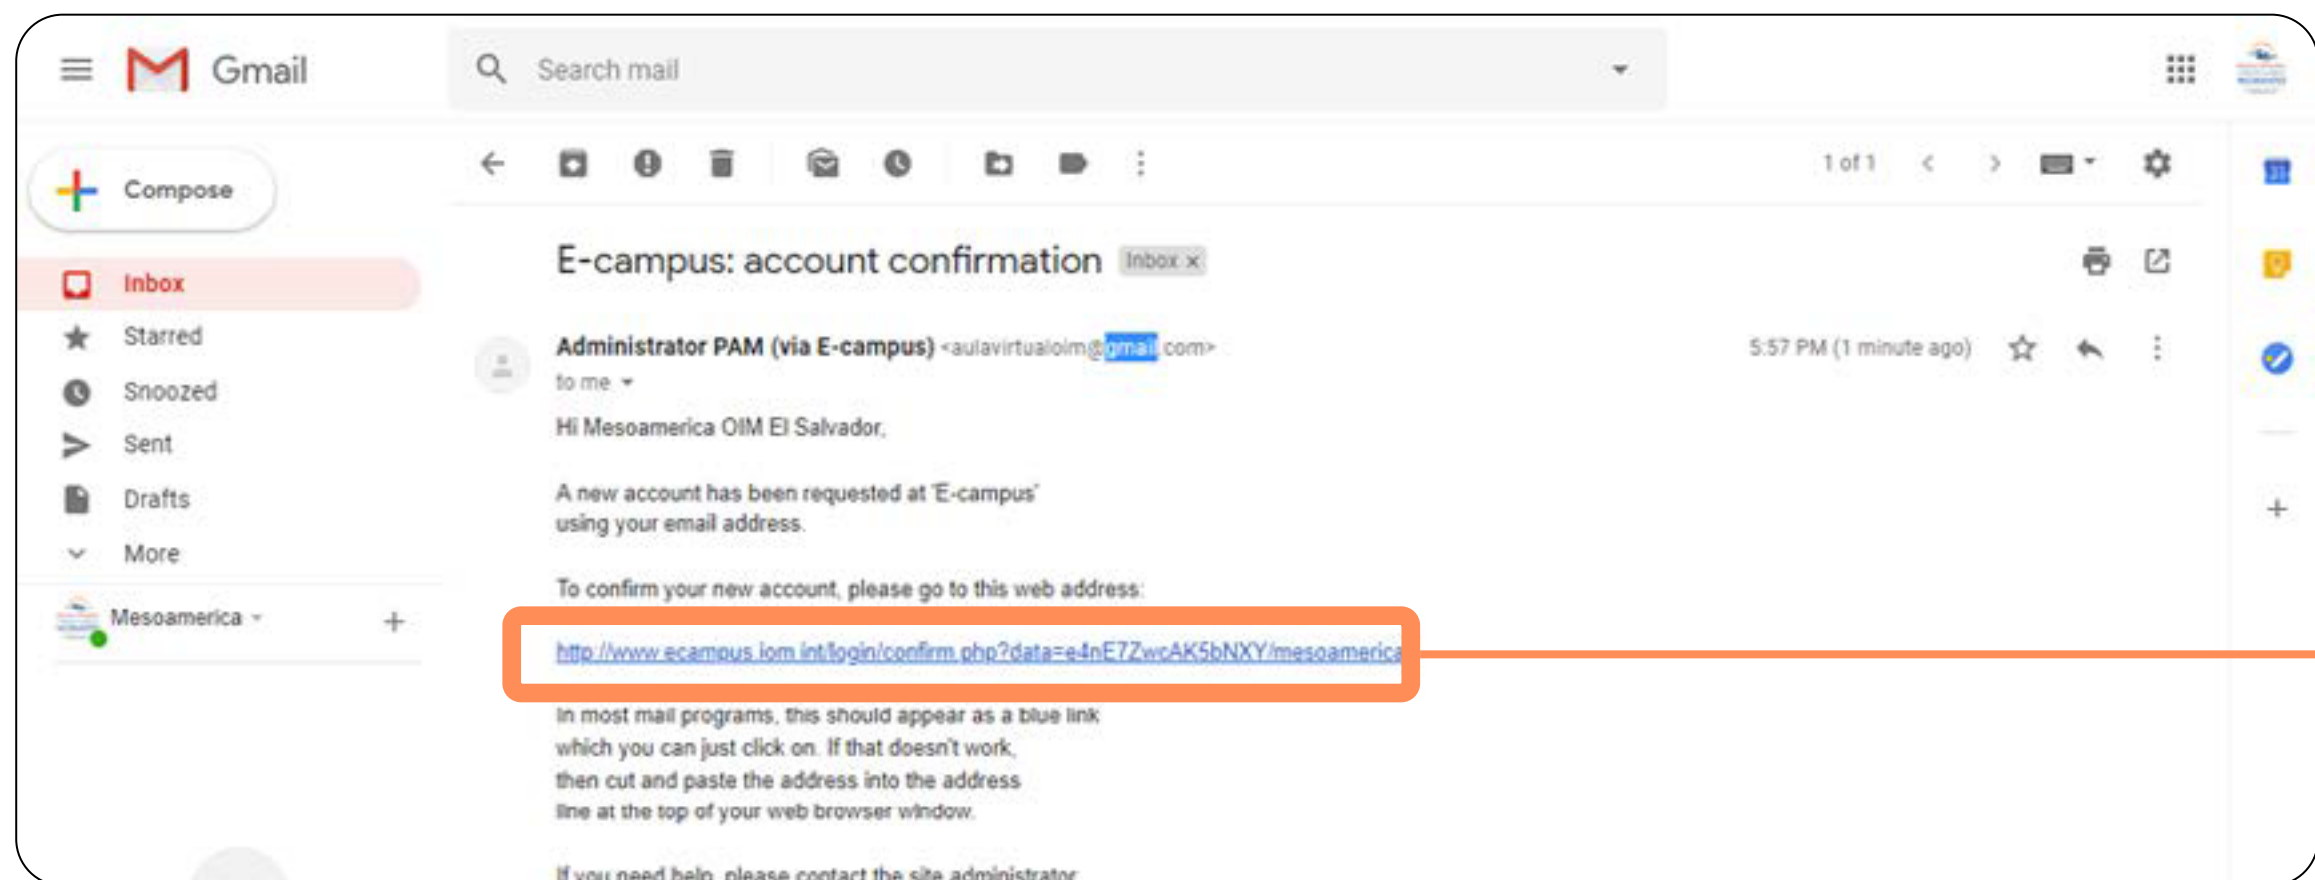 Gmail
Search mail
Compose
1 of 1
Inbox
Starred
Snoozed
Sent
Drafts
More
Mesoamerica
E-campus: account confirmation Inbox x
Administrator PAM (via E-campus) <aulavirtualoim@gmail.com>
5:57 PM (1 minute ago)
to me
Hi Mesoamerica OIM El Salvador,
A new account has been requested at 'E-campus'
using your email address.
To confirm your new account, please go to this web address:
http://www.ecampus.iom.int/login/confirm.php?data=e4nE7ZwcAK5bNXY/mesoamerica
In most mail programs, this should appear as a blue link
which you can just click on. If that doesn't work,
then cut and paste the address into the address
line at the top of your web browser window.
If you need help, please contact the site administrator